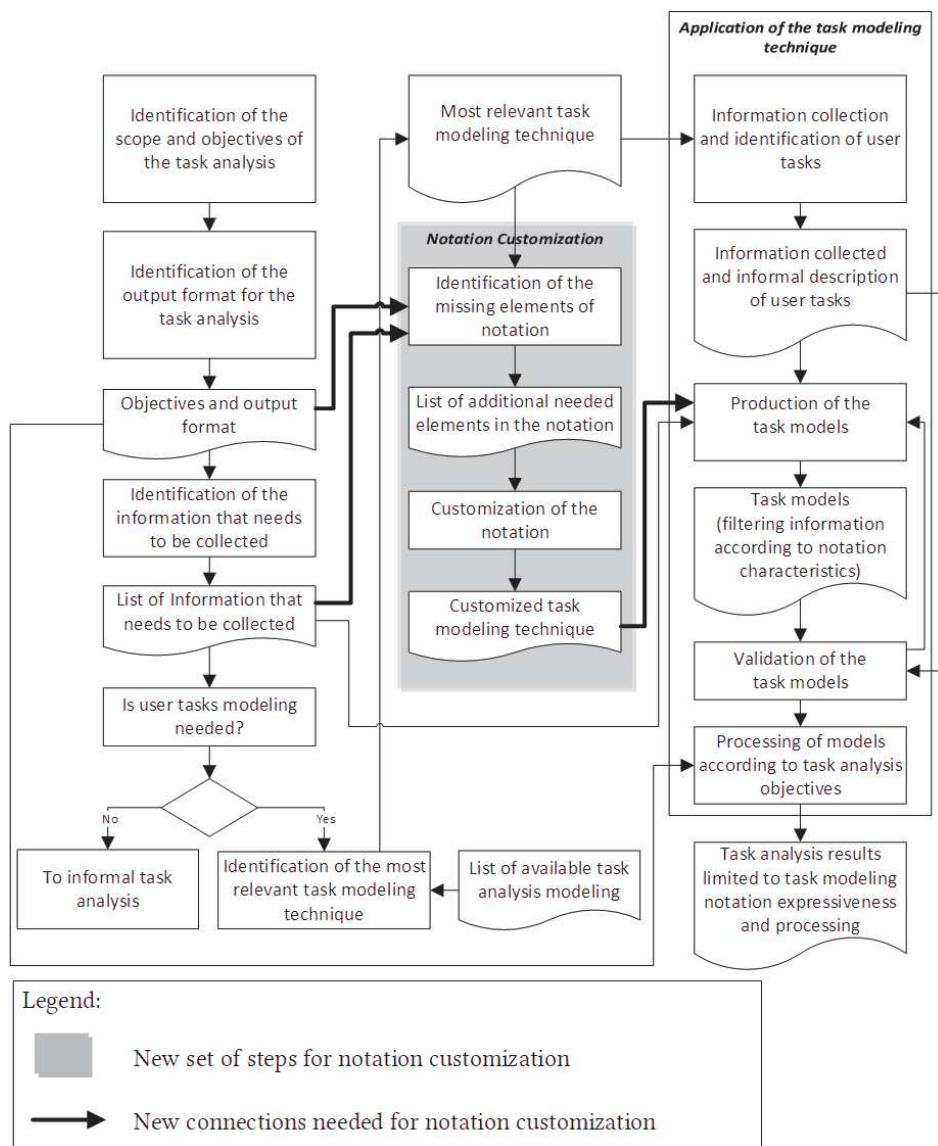 Identification of the
scope and objectives
of the task analysis
Identification of the
output format for the
task analysis
Objectives and output
format
Identification of the
information that needs
to be collected
List of Information that
needs to be collected
Is user tasks modeling
needed?
No
Yes
To informal task
analysis
Identification of the most
relevant task modeling
technique
List of available task
analysis modeling
Most relevant task
modeling technique
Notation Customization
Identification of the
missing elements of
notation
List of additional needed
elements in the notation
Customization of the
notation
Customized task
modeling technique
Application of the task modeling
technique
Information collection
and identification of user
tasks
Information collected
and informal description
of user tasks
Production of the
task models
Task models
(filtering information
according to notation
characteristics)
Validation of the
task models
Processing of models
according to task analysis
objectives
Task analysis results
limited to task modeling
notation expressiveness
and processing
Legend:
New set of steps for notation customization
New connections needed for notation customization